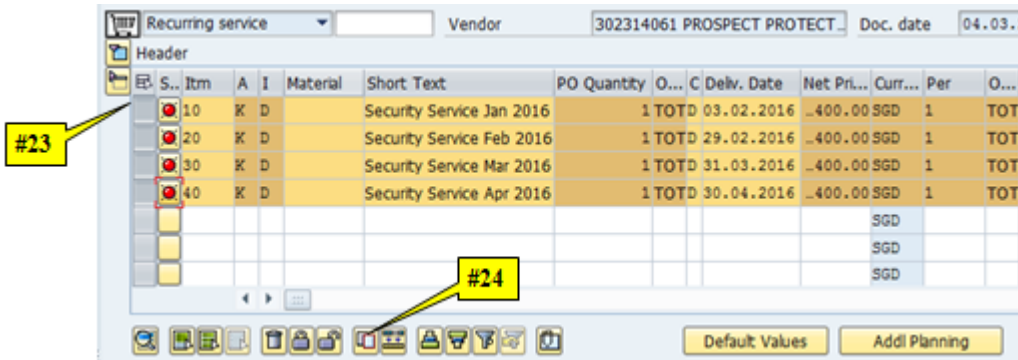 Recurring service Vendor 302314061 PROSPECT PROTECT... Doc. date 04.03.
Header
S.. Itm A I Material Short Text PO Quantity O... C Deliv. Date Net Pri... Curr... Per O...
#23
10 K D Security Service Jan 2016 1 TOT D 03.02.2016 ...400.00 SGD 1 TOT
20 K D Security Service Feb 2016 1 TOT D 29.02.2016 ...400.00 SGD 1 TOT
30 K D Security Service Mar 2016 1 TOT D 31.03.2016 ...400.00 SGD 1 TOT
40 K D Security Service Apr 2016 1 TOT D 30.04.2016 ...400.00 SGD 1 TOT
SGD
SGD
SGD
#24
Default Values Addl Planning